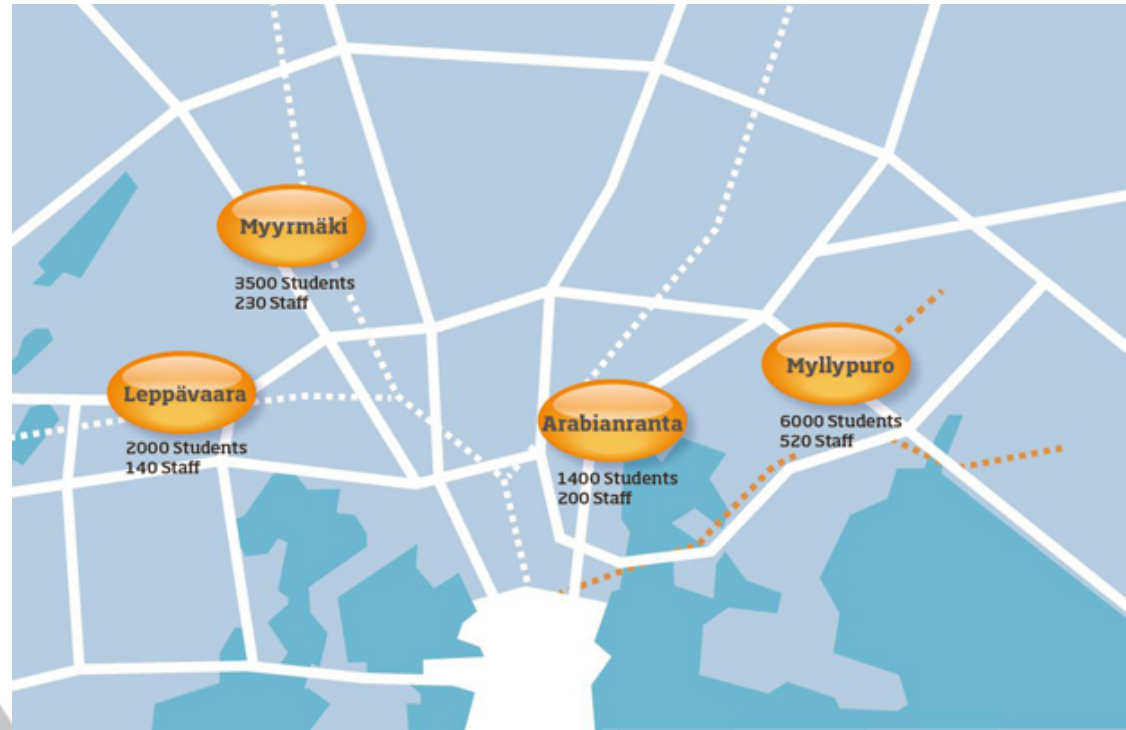 Myyrmäki
3500 Students
230 Staff
Leppävaara
2000 Students
140 Staff
Arabianranta
1400 Students
200 Staff
Myllypuro
6000 Students
520 Staff